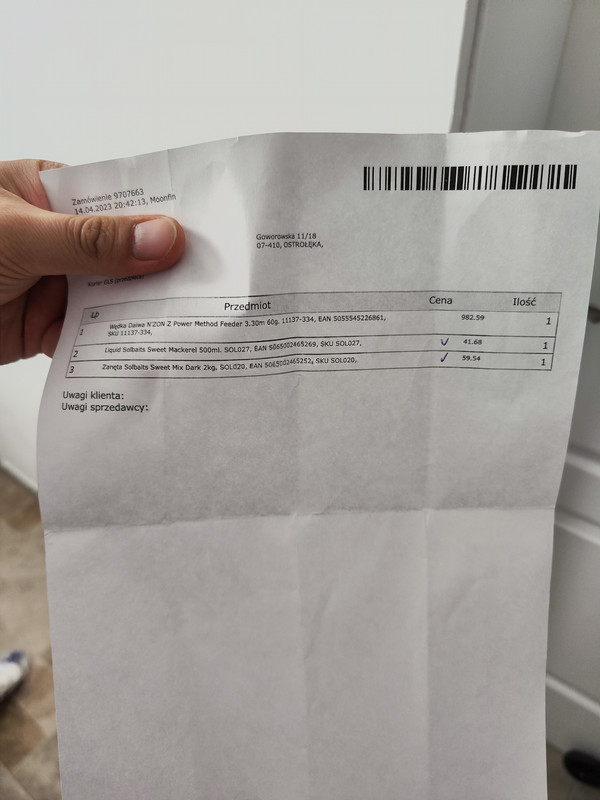 Zamówienie 9707663
14.04.2023 20:42:13, Moonfin
Goworowska 11/18
07-410, OSTROŁĘKA,
Kurier GLS
Lp Przedmiot Cena Ilość
1 Wędka Daiwa N'ZON Z Power Method Feeder 3.30m 60g. 11137-334, EAN 5055545226861, 982.59 1
SKU 11137-334,
2 Liquid Solbaits Sweet Mackerel 500ml. SOL027, EAN 5065002465269, SKU SOL027, 41.68 1
3 Zanęta Solbaits Sweet Mix Dark 2kg. SOL020, EAN 5065002465252, SKU SOL020, 59.54 1
Uwagi klienta:
Uwagi sprzedawcy: